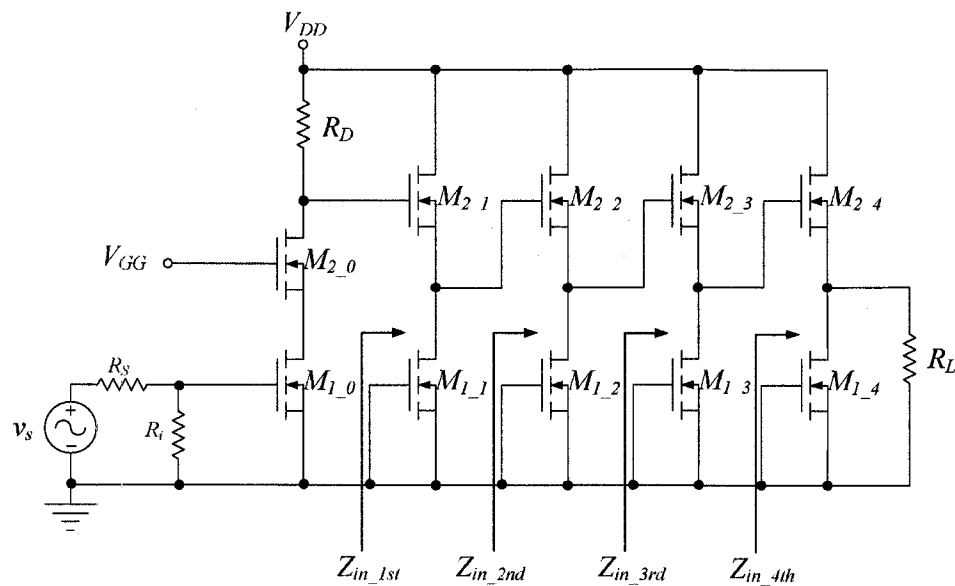 V_DD
R_D
M_2_1
M_2_2
M_2_3
M_2_4
V_GG
M_2_0
R_S
M_1_0
M_1_1
M_1_2
M_1_3
M_1_4
R_L
v_s
R_i
Z_in_1st
Z_in_2nd
Z_in_3rd
Z_in_4th